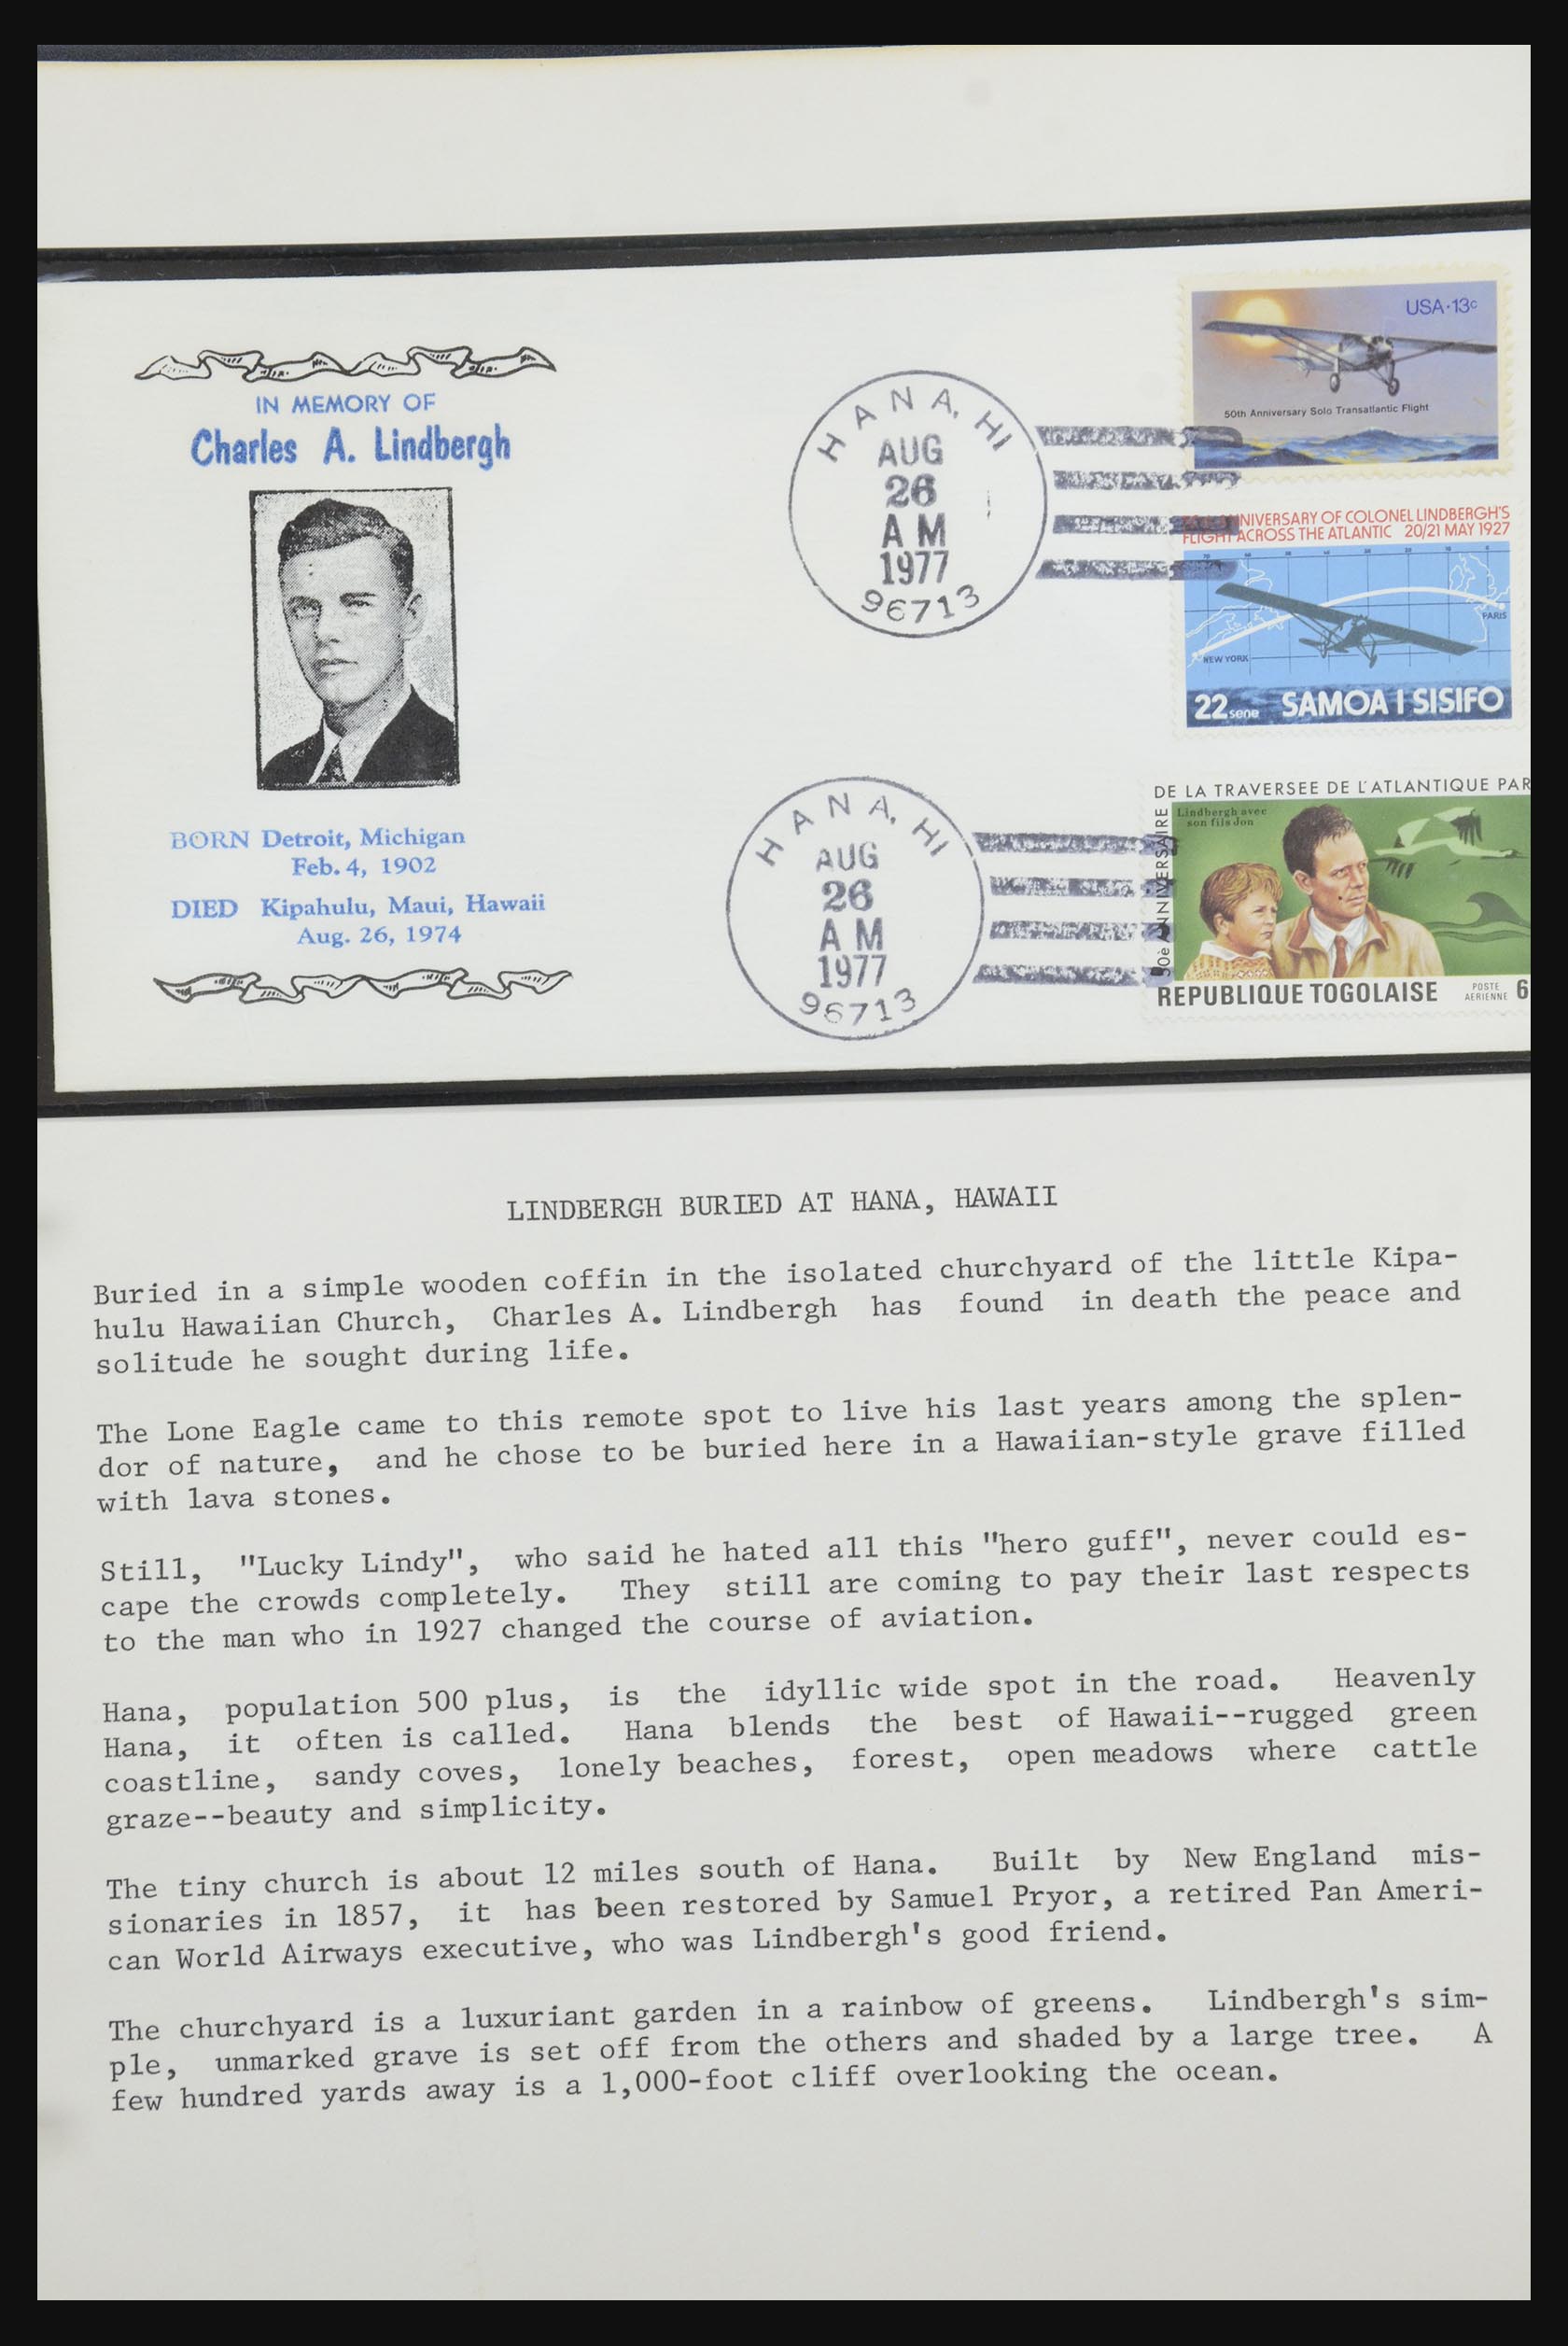 IN MEMORY OF
Charles A. Lindbergh
BORN Detroit, Michigan
Feb. 4, 1902
DIED Kipahulu, Maui, Hawaii
Aug. 26, 1974
HANA, HI
AUG
26
AM
1977
96713
HANA, HI
AUG
26
AM
1977
96713
USA·13c
50th Anniversary Solo Transatlantic Flight
ANNIVERSARY OF COLONEL LINDBERGH'S
FLIGHT ACROSS THE ATLANTIC 20/21 MAY 1927
PARIS
NEW YORK
22 sene SAMOA I SISIFO
50è ANNIVERSAIRE
DE LA TRAVERSEE DE L'ATLANTIQUE PAR
Lindbergh avec
son fils Jon
REPUBLIQUE TOGOLAISE POSTE AERIENNE 6
LINDBERGH BURIED AT HANA, HAWAII
Buried in a simple wooden coffin in the isolated churchyard of the little Kipa-
hulu Hawaiian Church, Charles A. Lindbergh has found in death the peace and
solitude he sought during life.
The Lone Eagle came to this remote spot to live his last years among the splen-
dor of nature, and he chose to be buried here in a Hawaiian-style grave filled
with lava stones.
Still, "Lucky Lindy", who said he hated all this "hero guff", never could es-
cape the crowds completely. They still are coming to pay their last respects
to the man who in 1927 changed the course of aviation.
Hana, population 500 plus, is the idyllic wide spot in the road. Heavenly
Hana, it often is called. Hana blends the best of Hawaii--rugged green
coastline, sandy coves, lonely beaches, forest, open meadows where cattle
graze--beauty and simplicity.
The tiny church is about 12 miles south of Hana. Built by New England mis-
sionaries in 1857, it has been restored by Samuel Pryor, a retired Pan Ameri-
can World Airways executive, who was Lindbergh's good friend.
The churchyard is a luxuriant garden in a rainbow of greens. Lindbergh's sim-
ple, unmarked grave is set off from the others and shaded by a large tree. A
few hundred yards away is a 1,000-foot cliff overlooking the ocean.